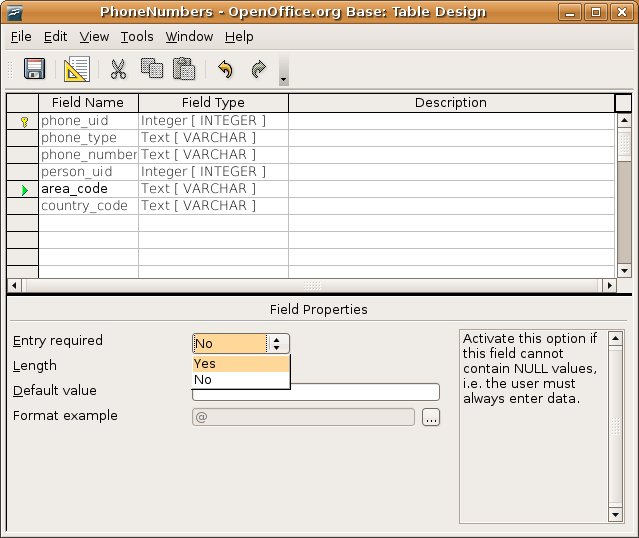 PhoneNumbers - OpenOffice.org Base: Table Design
File Edit View Tools Window Help
Field Name Field Type Description
phone_uid Integer [ INTEGER ]
phone_type Text [ VARCHAR ]
phone_number Text [ VARCHAR ]
person_uid Integer [ INTEGER ]
area_code Text [ VARCHAR ]
country_code Text [ VARCHAR ]
Field Properties
Entry required No
Yes
Length
No
Default value
Format example @ ...
Activate this option if
this field cannot
contain NULL values,
i.e. the user must
always enter data.